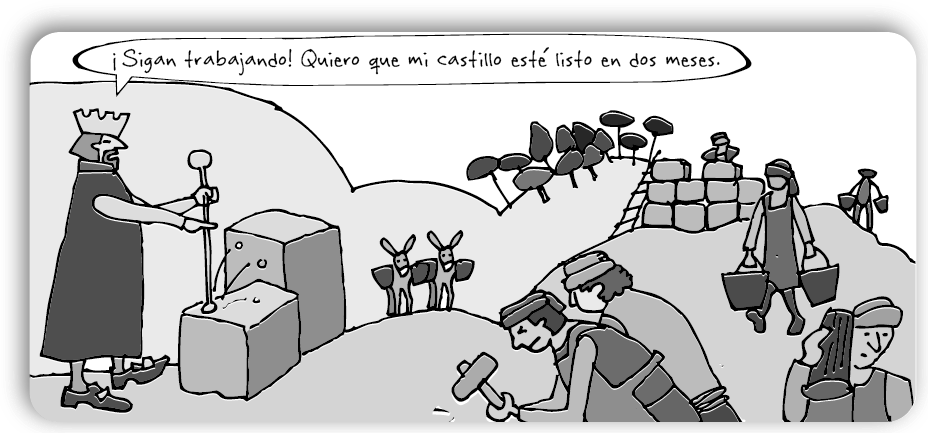 ¡Sigan trabajando! Quiero que mi castillo esté listo en dos meses.